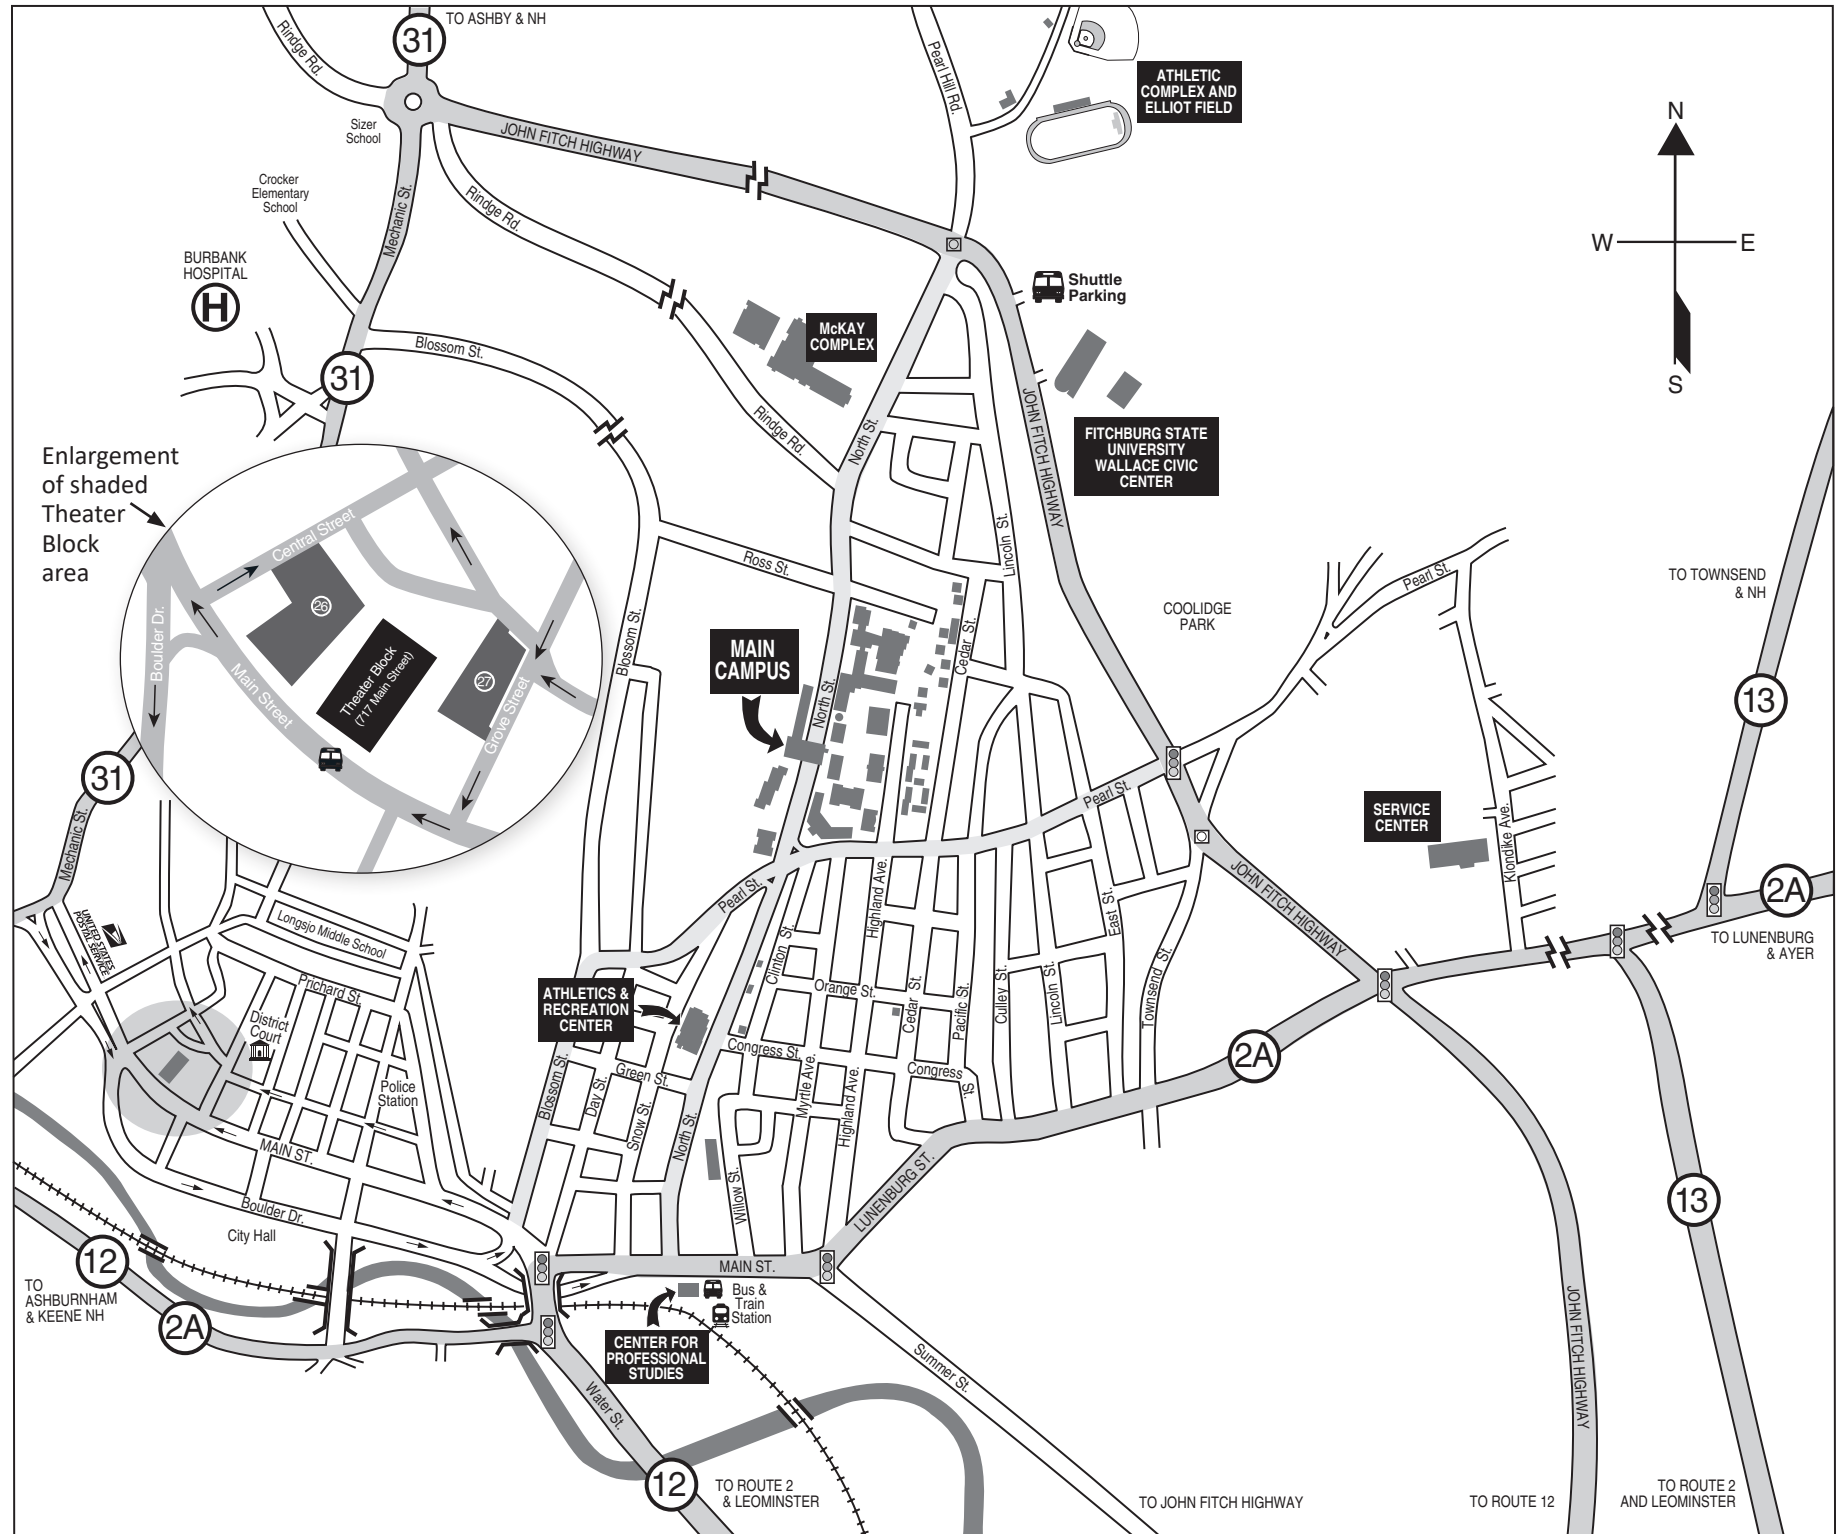 TO ASHBY & NH
31
Rindge Rd.
Pearl Hill Rd.
ATHLETIC
COMPLEX AND
ELLIOT FIELD
N
W
E
S
Sizer
School
JOHN FITCH HIGHWAY
Crocker
Elementary
School
Mechanic St.
Rindge Rd.
BURBANK
HOSPITAL
H
Shuttle
Parking
McKAY
COMPLEX
Blossom St.
31
Rindge Rd.
North St.
JOHN FITCH HIGHWAY
FITCHBURG STATE
UNIVERSITY
WALLACE CIVIC
CENTER
Enlargement
of shaded
Theater
Block
area
Central Street
26
Boulder Dr.
Main Street
Theater Block
(717 Main Street)
27
Grove Street
Ross St.
Lincoln St.
Pearl St.
TO TOWNSEND
& NH
COOLIDGE
PARK
Blossom St.
MAIN
CAMPUS
Cedar St.
North St.
13
31
Mechanic St.
Pearl St.
SERVICE
CENTER
Klondike Ave.
JOHN FITCH HIGHWAY
2A
TO LUNENBURG
& AYER
UNITED STATES
POSTAL SERVICE
Longsjo Middle School
Pearl St.
Highland Ave.
East St.
Clinton St.
Prichard St.
District
Court
ATHLETICS &
RECREATION
CENTER
Orange St.
Cedar St.
Pacific St.
Culley St.
Lincoln St.
Townsend St.
Congress St.
Congress
St.
2A
Police
Station
Blossom St.
Day St.
Green St.
Snow St.
North St.
Myrtle Ave.
Highland Ave.
MAIN ST.
Willow St.
LUNENBURG ST.
13
Boulder Dr.
City Hall
12
TO
ASHBURNHAM
& KEENE NH
2A
MAIN ST.
Bus &
Train
Station
CENTER FOR
PROFESSIONAL
STUDIES
Summer St.
JOHN FITCH HIGHWAY
Water St.
12
TO ROUTE 2
& LEOMINSTER
TO JOHN FITCH HIGHWAY
TO ROUTE 12
TO ROUTE 2
AND LEOMINSTER